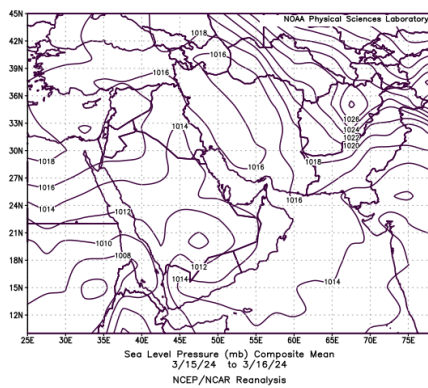 NOAA Physical Sciences Laboratory
45N
42N
39N
36N
33N
30N
27N
24N
21N
18N
15N
12N
1018
1016
1016
1014
1026
1024
1022
1020
1018
1018
1016
1016
1016
1014
1012
1010
1008
1012
1014
1014
25E 30E 35E 40E 45E 50E 55E 60E 65E 70E 75E
Sea Level Pressure (mb) Composite Mean
3/15/24 to 3/16/24
NCEP/NCAR Reanalysis